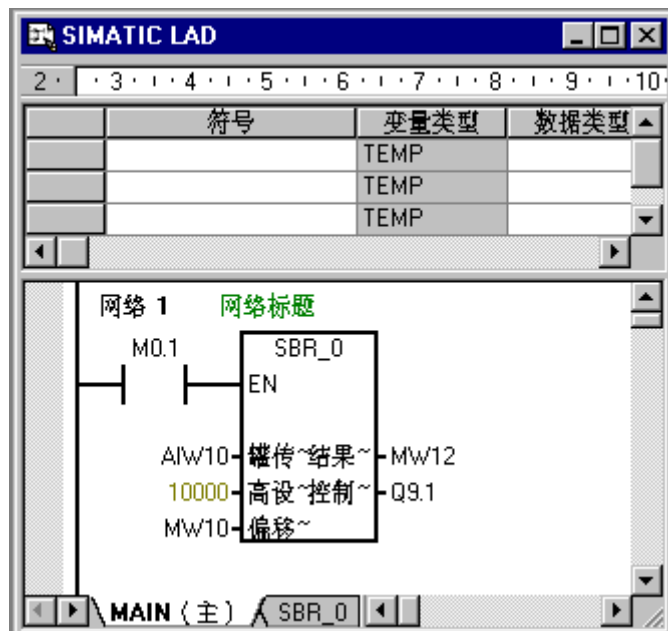 SIMATIC LAD
2 · · 3 · ı · 4 · ı · 5 · ı · 6 · ı · 7 · ı · 8 · ı · 9 · ı · 10
符号 变量类型 数据类型
TEMP
TEMP
TEMP
网络 1 网络标题
M0.1 SBR_0
EN
AIW10 罐传~ 结果~ MW12
10000 高设~ 控制~ Q9.1
MW10 偏移~
MAIN (主) SBR_0